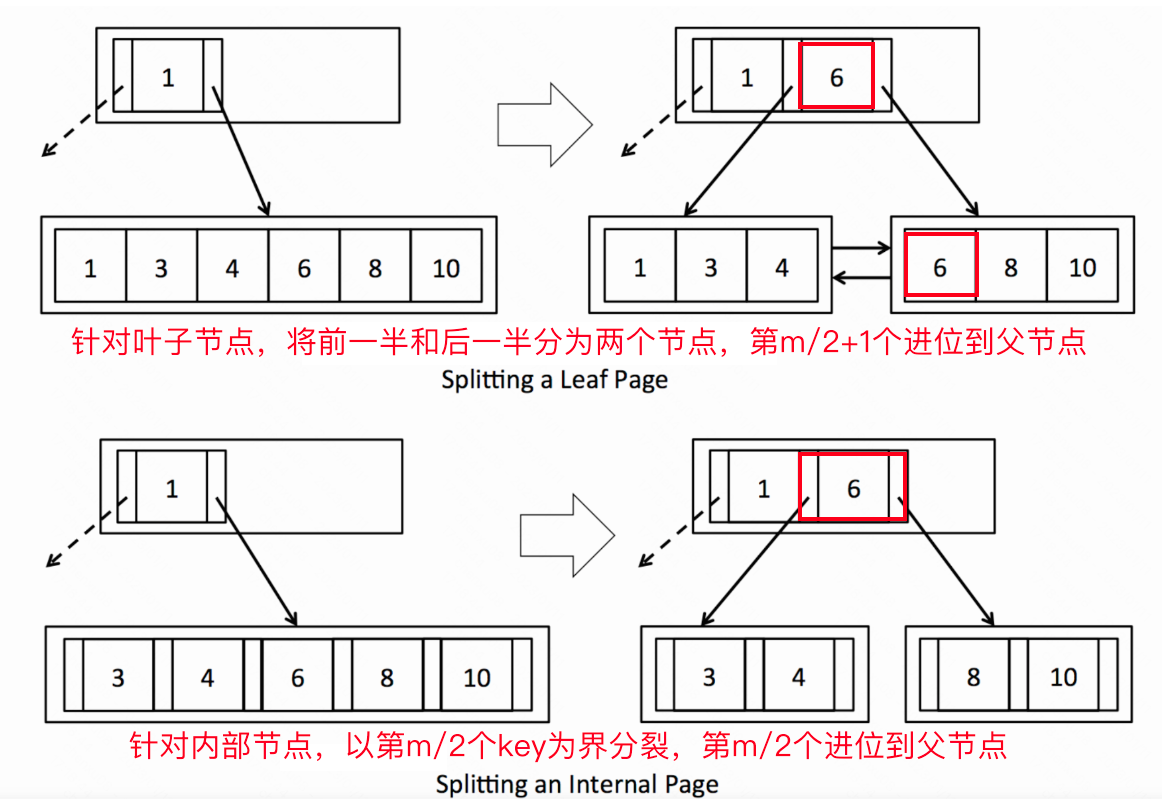 1
1 6
1 3 4 6 8 10
1 3 4
6 8 10
针对叶子节点，将前一半和后一半分为两个节点，第m/2+1个进位到父节点
Splitting a Leaf Page
1
1 6
3 4 6 8 10
3 4
8 10
针对内部节点，以第m/2个key为界分裂，第m/2个进位到父节点
Splitting an Internal Page